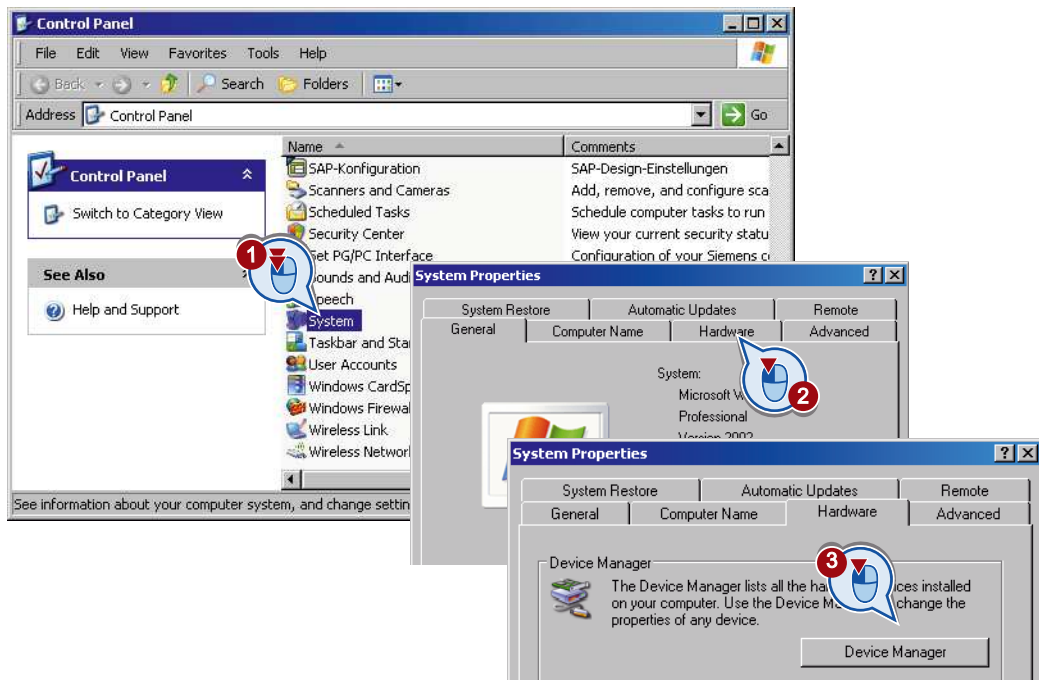 Control Panel
File Edit View Favorites Tools Help
Back Search Folders
Address Control Panel Go
Name Comments
Control Panel
Switch to Category View
See Also
Help and Support
SAP-Konfiguration SAP-Design-Einstellungen
Scanners and Cameras Add, remove, and configure sca
Scheduled Tasks Schedule computer tasks to run
Security Center View your current security statu
Set PG/PC Interface Configuration of your Siemens
Sounds and Audi
Speech
System
Taskbar and Star
User Accounts
Windows CardSp
Windows Firewal
Wireless Link
Wireless Networ
See information about your computer system, and change settin
1
System Properties
System Restore Automatic Updates Remote
General Computer Name Hardware Advanced
System:
Microsoft W
Professional
Version 2002
2
System Properties
System Restore Automatic Updates Remote
General Computer Name Hardware Advanced
Device Manager
The Device Manager lists all the ha ces installed
on your computer. Use the Device M change the
properties of any device.
3
Device Manager